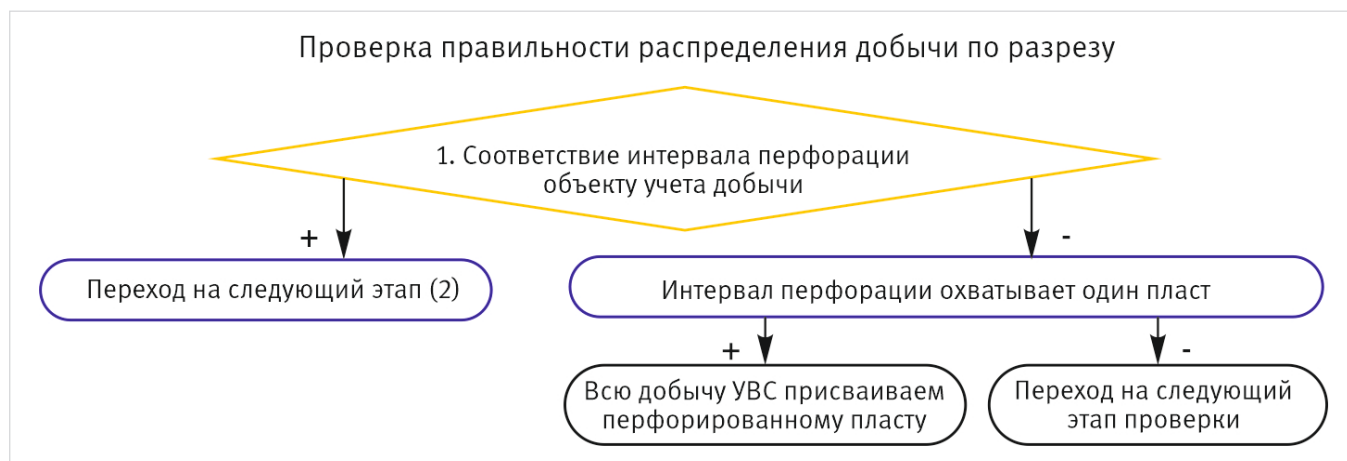 Проверка правильности распределения добычи по разрезу
1. Соответствие интервала перфорации
объекту учета добычи
+
-
Переход на следующий этап (2)
Интервал перфорации охватывает один пласт
+
-
Всю добычу УВС присваиваем
перфорированному пласту
Переход на следующий
этап проверки